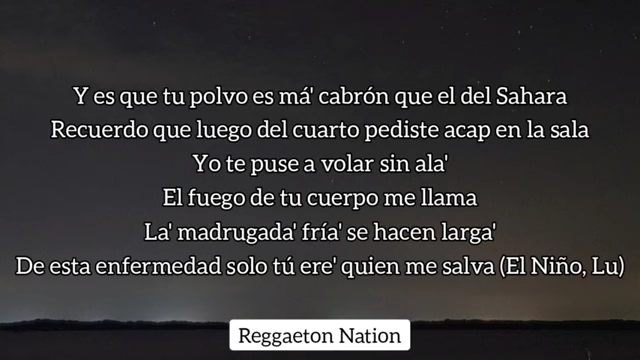 Y es que tu polvo es má' cabrón que el del Sahara
Recuerdo que luego del cuarto pediste acap en la sala
Yo te puse a volar sin ala'
El fuego de tu cuerpo me llama
La' madrugada' fría' se hacen larga'
De esta enfermedad solo tú ere' quien me salva (El Niño, Lu)
Reggaeton Nation